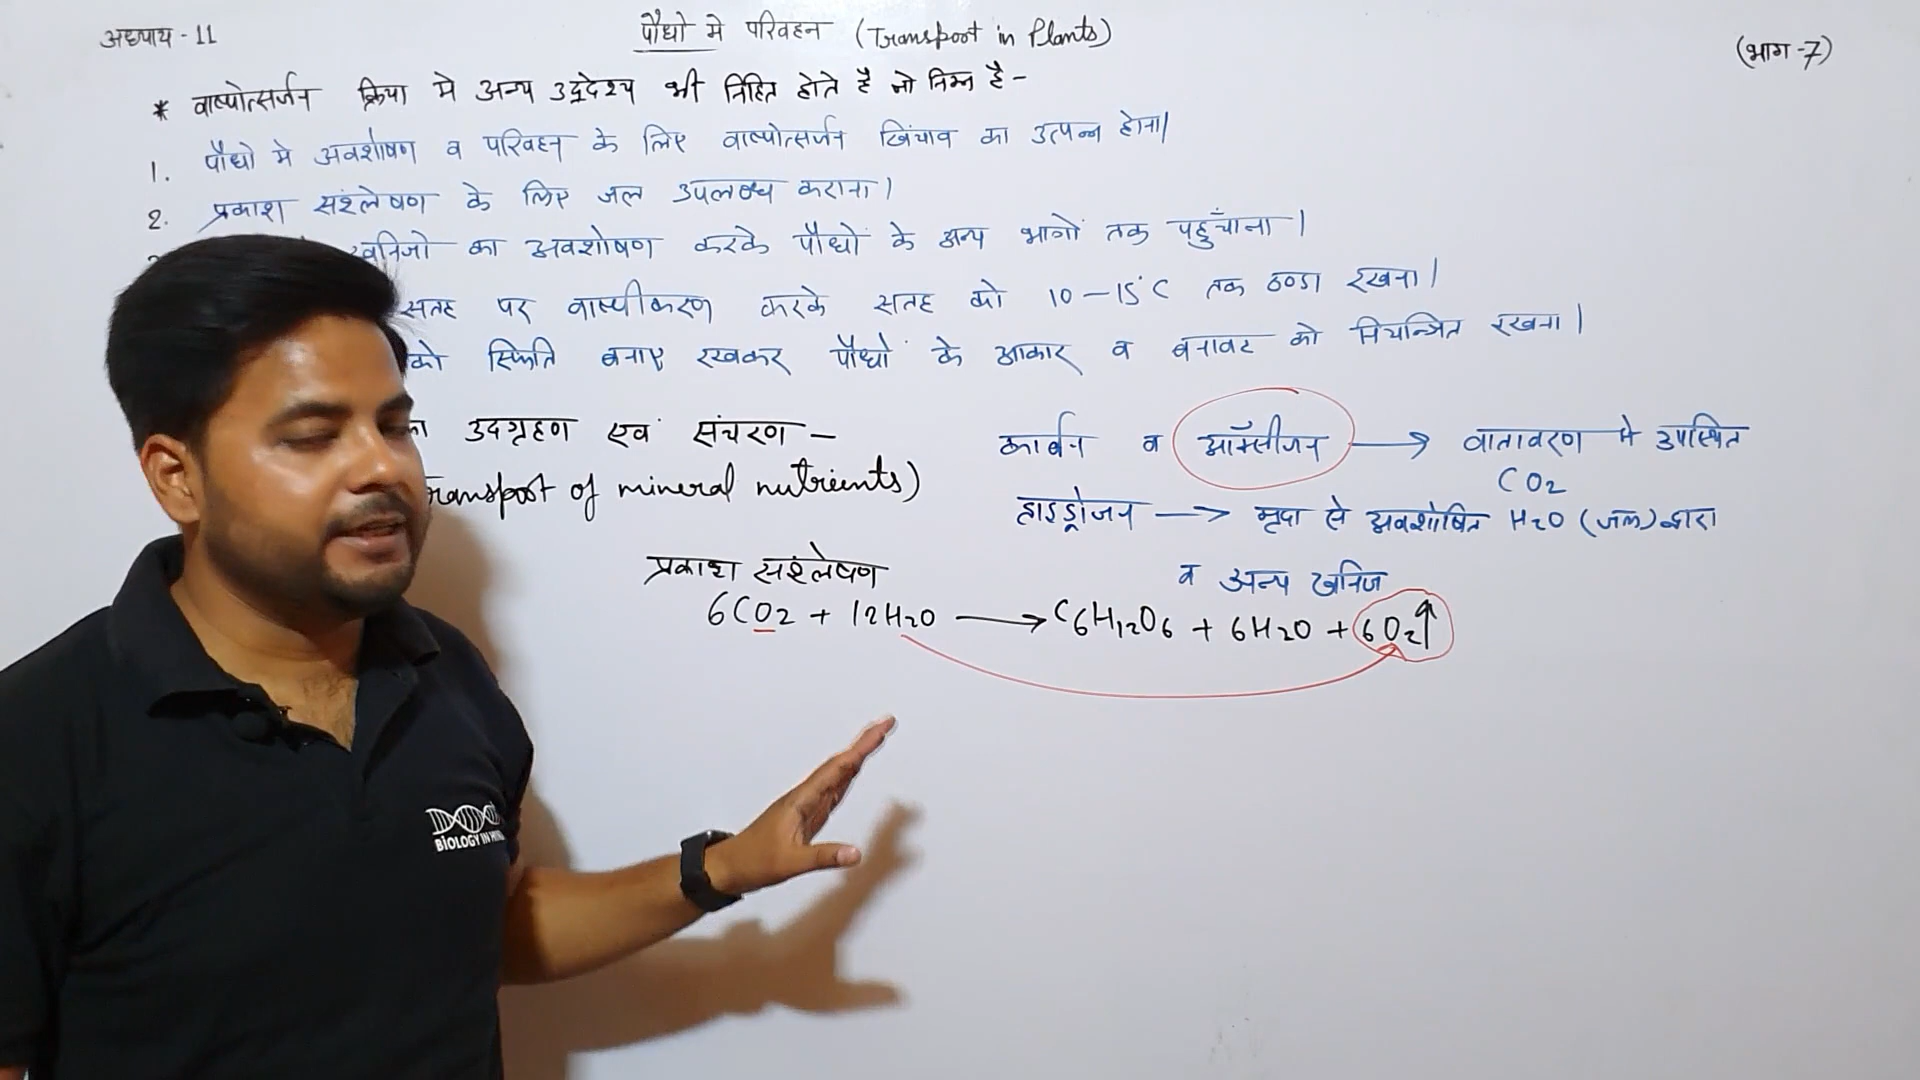 अध्याय - 11
पौधो मे परिवहन (Transport in Plants)
(भाग -7)
* वाष्पोत्सर्जन क्रिया मे अन्य उद्देश्य भी निहित होते है जो निम्न है -
1. पौधो मे अवशोषण व परिवहन के लिए वाष्पोत्सर्जन खिंचाव का उत्पन्न होना।
2. प्रकाश संश्लेषण के लिए जल उपलब्ध कराना।
खनिजो का अवशोषण करके पौधों के अन्य भागों तक पहुँचाना।
सतह पर वाष्पीकरण करके सतह को 10-15°C तक ठण्डा रखना।
को स्फिति बनाए रखकर पौधों के आकार व बनावट को नियन्त्रित रखना।
का उदग्रहण एवं संचरण -
Transport of mineral nutrients)
कार्बन व ऑक्सीजन → वातावरण मे उपस्थित
CO2
हाइड्रोजन → मृदा से अवशोषित H2O (जल) द्वारा
व अन्य खनिज
प्रकाश संश्लेषण
6CO2 + 12H2O → C6H12O6 + 6H2O + 6O2↑
BIOLOGY IN